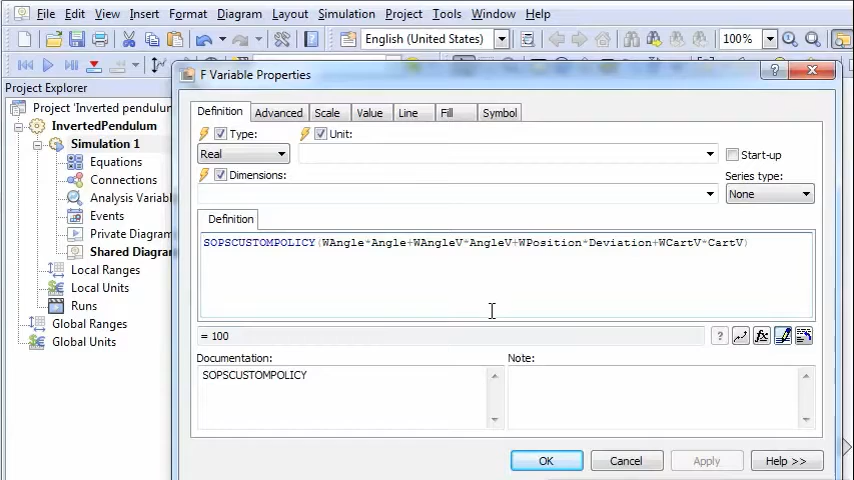 File Edit View Insert Format Diagram Layout Simulation Project Tools Window Help
English (United States) 100%
Project Explorer
Project 'Inverted pendulum
InvertedPendulum
Simulation 1
Equations
Connections
Analysis Variabl
Events
Private Diagram
Shared Diagran
Local Ranges
Local Units
Runs
Global Ranges
Global Units
F Variable Properties
?
Definition Advanced Scale Value Line Fill Symbol
Type: Unit:
Real Start-up
Dimensions: Series type:
None
Definition
SOPSCUSTOMPOLICY(WAngle*Angle+WAngleV*AngleV+WPosition*Deviation+WCartV*CartV)
= 100 ? fx
Documentation: Note:
SOPSCUSTOMPOLICY
OK Cancel Apply Help >>